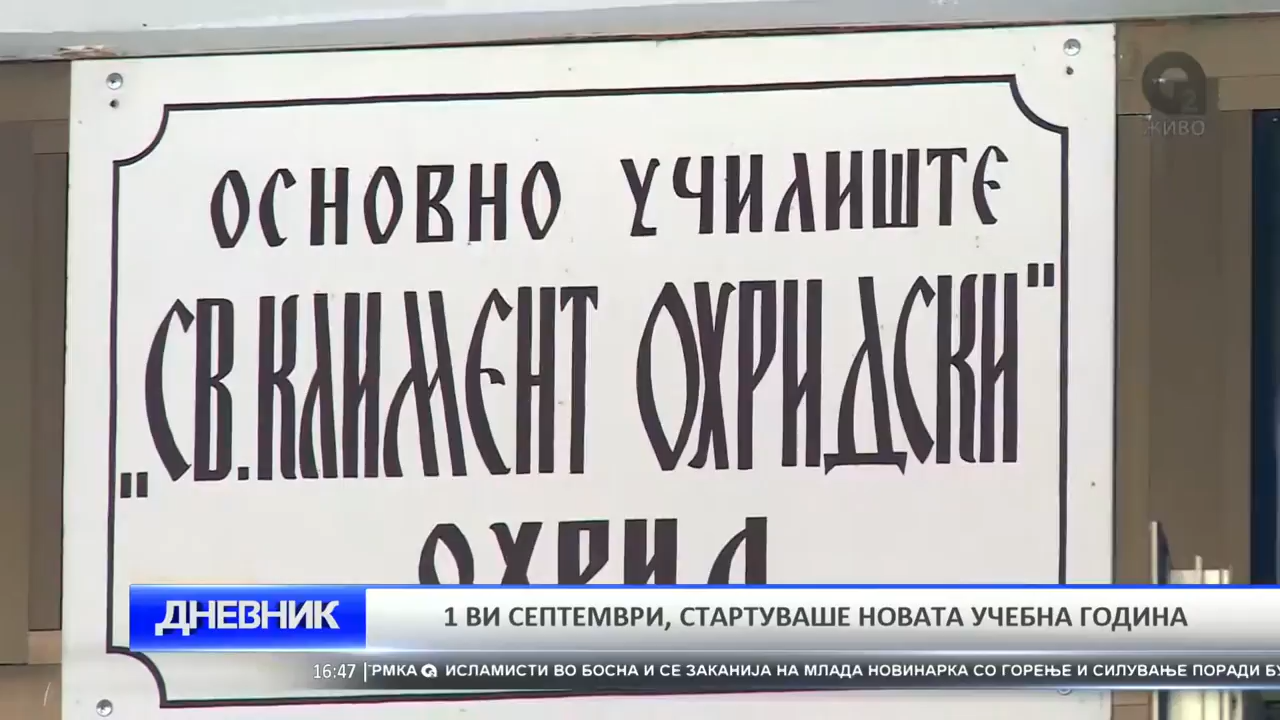 2
ЖИВО
ОСНОВНО УЧИЛИШТЕ
„СВ.КЛИМЕНТ ОХРИДСКИ"
ОХРИД
ДНЕВНИК
1 ВИ СЕПТЕМВРИ, СТАРТУВАШЕ НОВАТА УЧЕБНА ГОДИНА
16:47
ИСЛАМИСТИ ВО БОСНА И СЕ ЗАКАНИЈА НА МЛАДА НОВИНАРКА СО ГОРЕЊЕ И СИЛУВАЊЕ ПОРАДИ